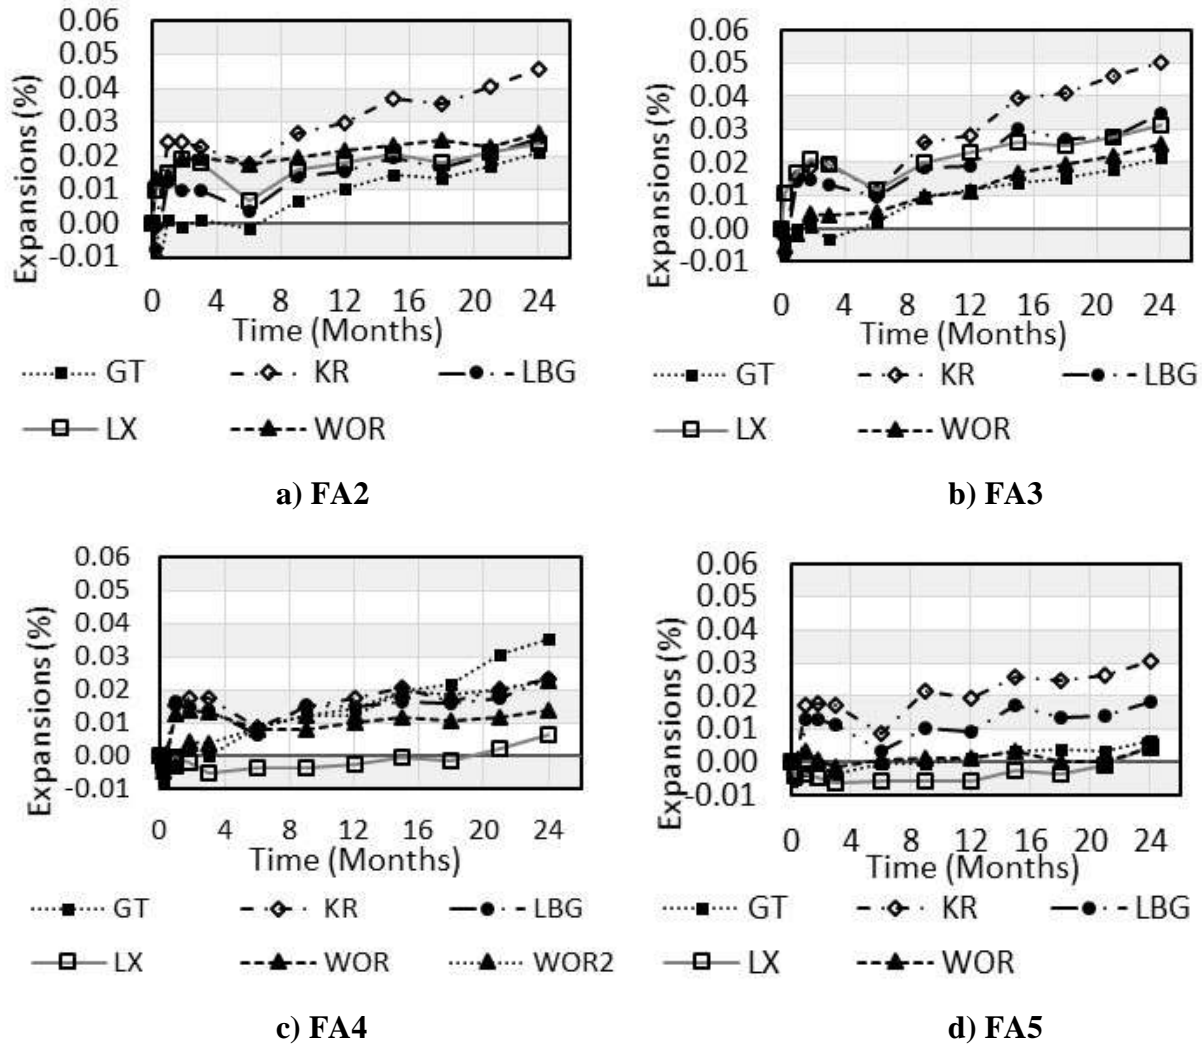 0.06
0.05
0.04
0.03
0.02
0.01
0.00
-0.01
Expansions (%)
0 4 8 12 16 20 24
Time (Months)
GT KR LBG
LX WOR
a) FA2
0.06
0.05
0.04
0.03
0.02
0.01
0.00
-0.01
Expansions (%)
0 4 8 12 16 20 24
Time (Months)
GT KR LBG
LX WOR
b) FA3
0.06
0.05
0.04
0.03
0.02
0.01
0.00
-0.01
Expansions (%)
0 4 8 12 16 20 24
Time (Months)
GT KR LBG
LX WOR WOR2
c) FA4
0.06
0.05
0.04
0.03
0.02
0.01
0.00
-0.01
Expansions (%)
0 4 8 12 16 20 24
Time (Months)
GT KR LBG
LX WOR
d) FA5